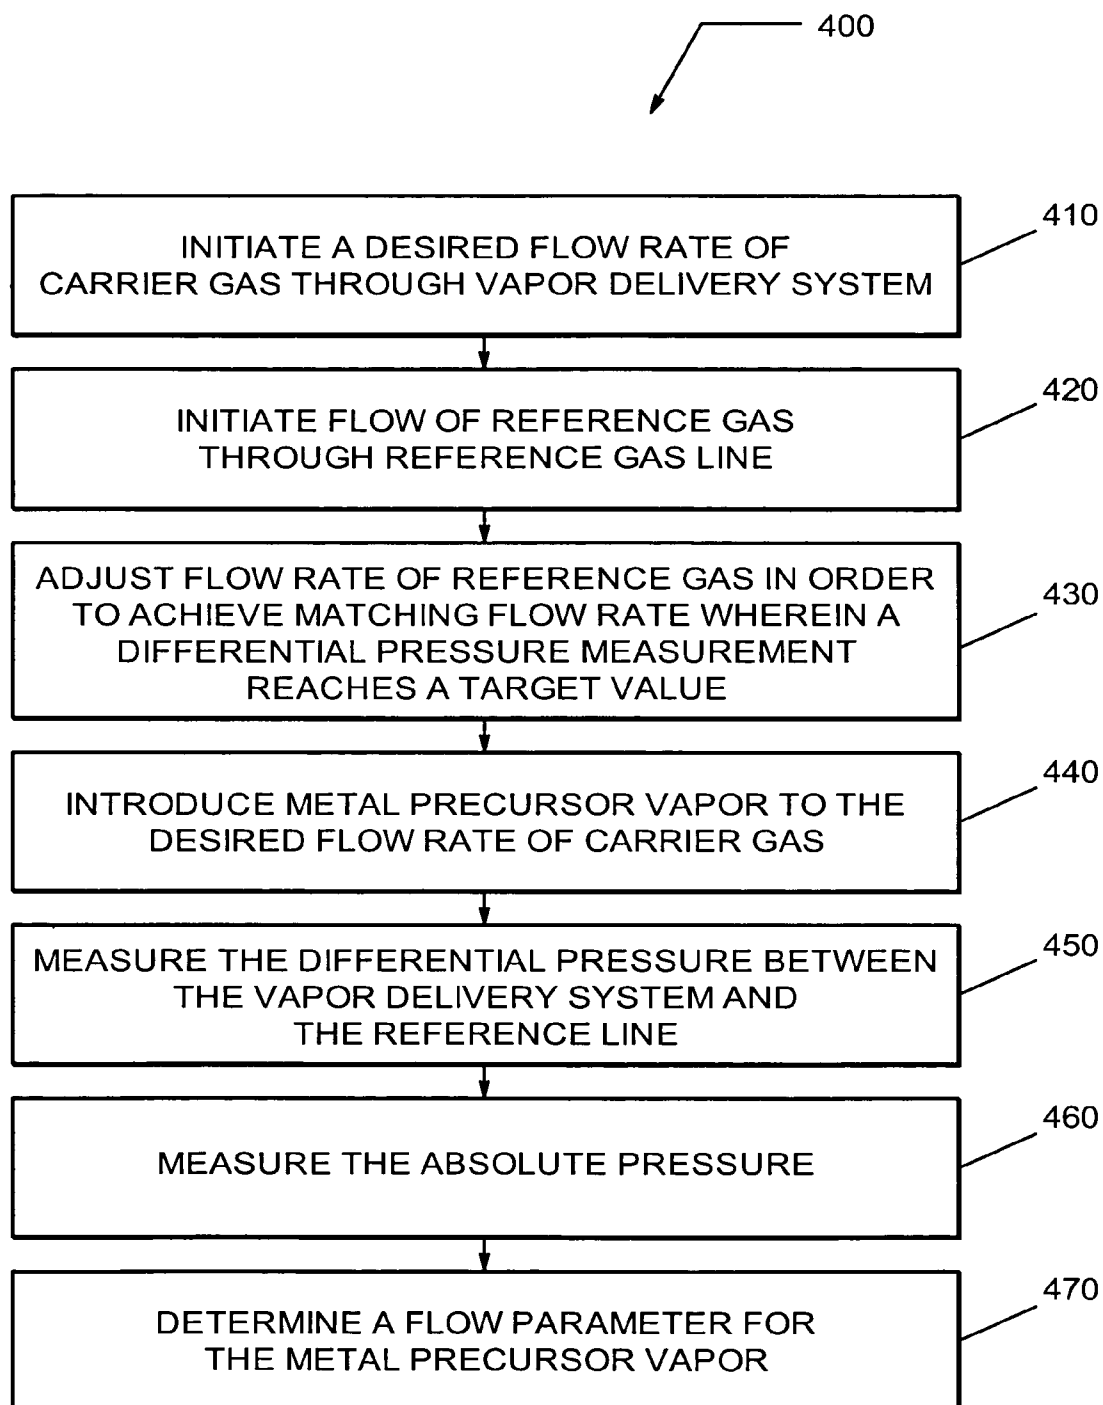 400
INITIATE A DESIRED FLOW RATE OF
CARRIER GAS THROUGH VAPOR DELIVERY SYSTEM
410
INITIATE FLOW OF REFERENCE GAS
THROUGH REFERENCE GAS LINE
420
ADJUST FLOW RATE OF REFERENCE GAS IN ORDER
TO ACHIEVE MATCHING FLOW RATE WHEREIN A
DIFFERENTIAL PRESSURE MEASUREMENT
REACHES A TARGET VALUE
430
INTRODUCE METAL PRECURSOR VAPOR TO THE
DESIRED FLOW RATE OF CARRIER GAS
440
MEASURE THE DIFFERENTIAL PRESSURE BETWEEN
THE VAPOR DELIVERY SYSTEM AND
THE REFERENCE LINE
450
MEASURE THE ABSOLUTE PRESSURE
460
DETERMINE A FLOW PARAMETER FOR
THE METAL PRECURSOR VAPOR
470